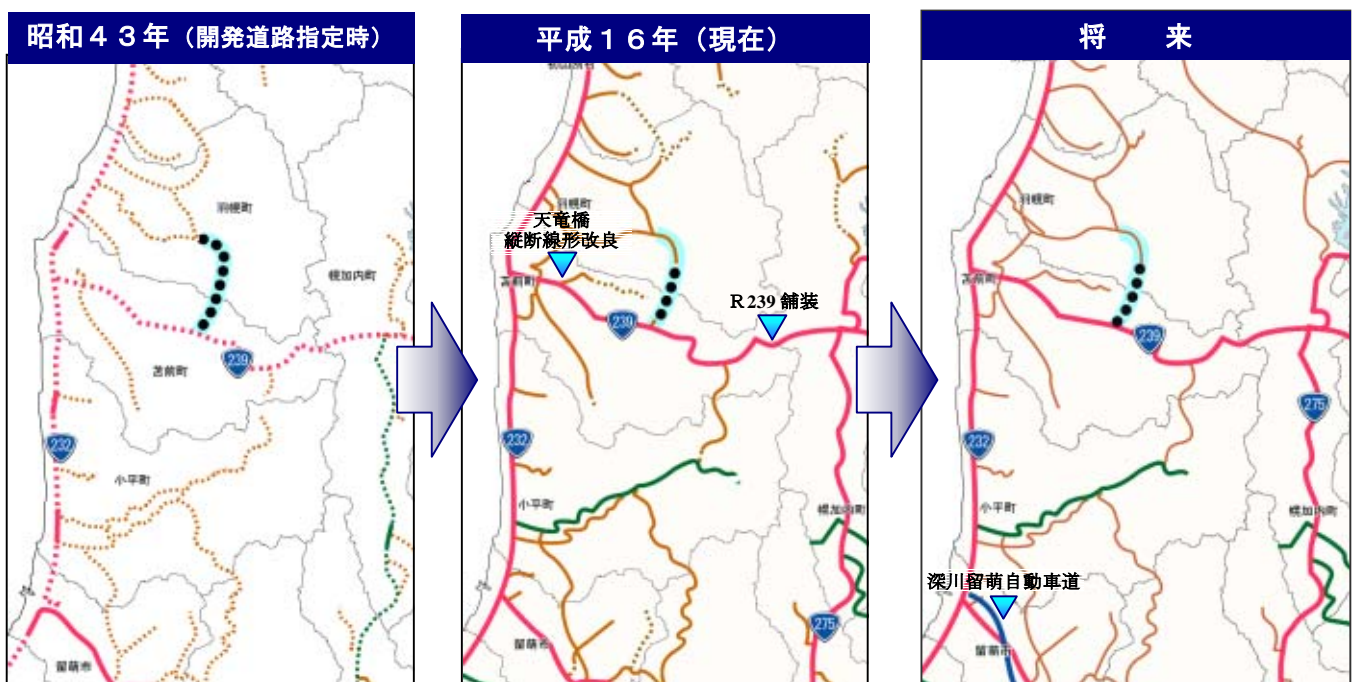 昭和４３年（開発道路指定時）
羽幌町
幌加内町
239
苫前町
232
小平町
留萌市
平成１６年（現在）
羽幌町
天竜橋
縦断線形改良
苫前町
R239舗装
239
232
小平町
幌加内町
275
留萌市
将　　来
羽幌町
苫前町
239
275
232
小平町
幌加内町
深川留萌自動車道
留萌市